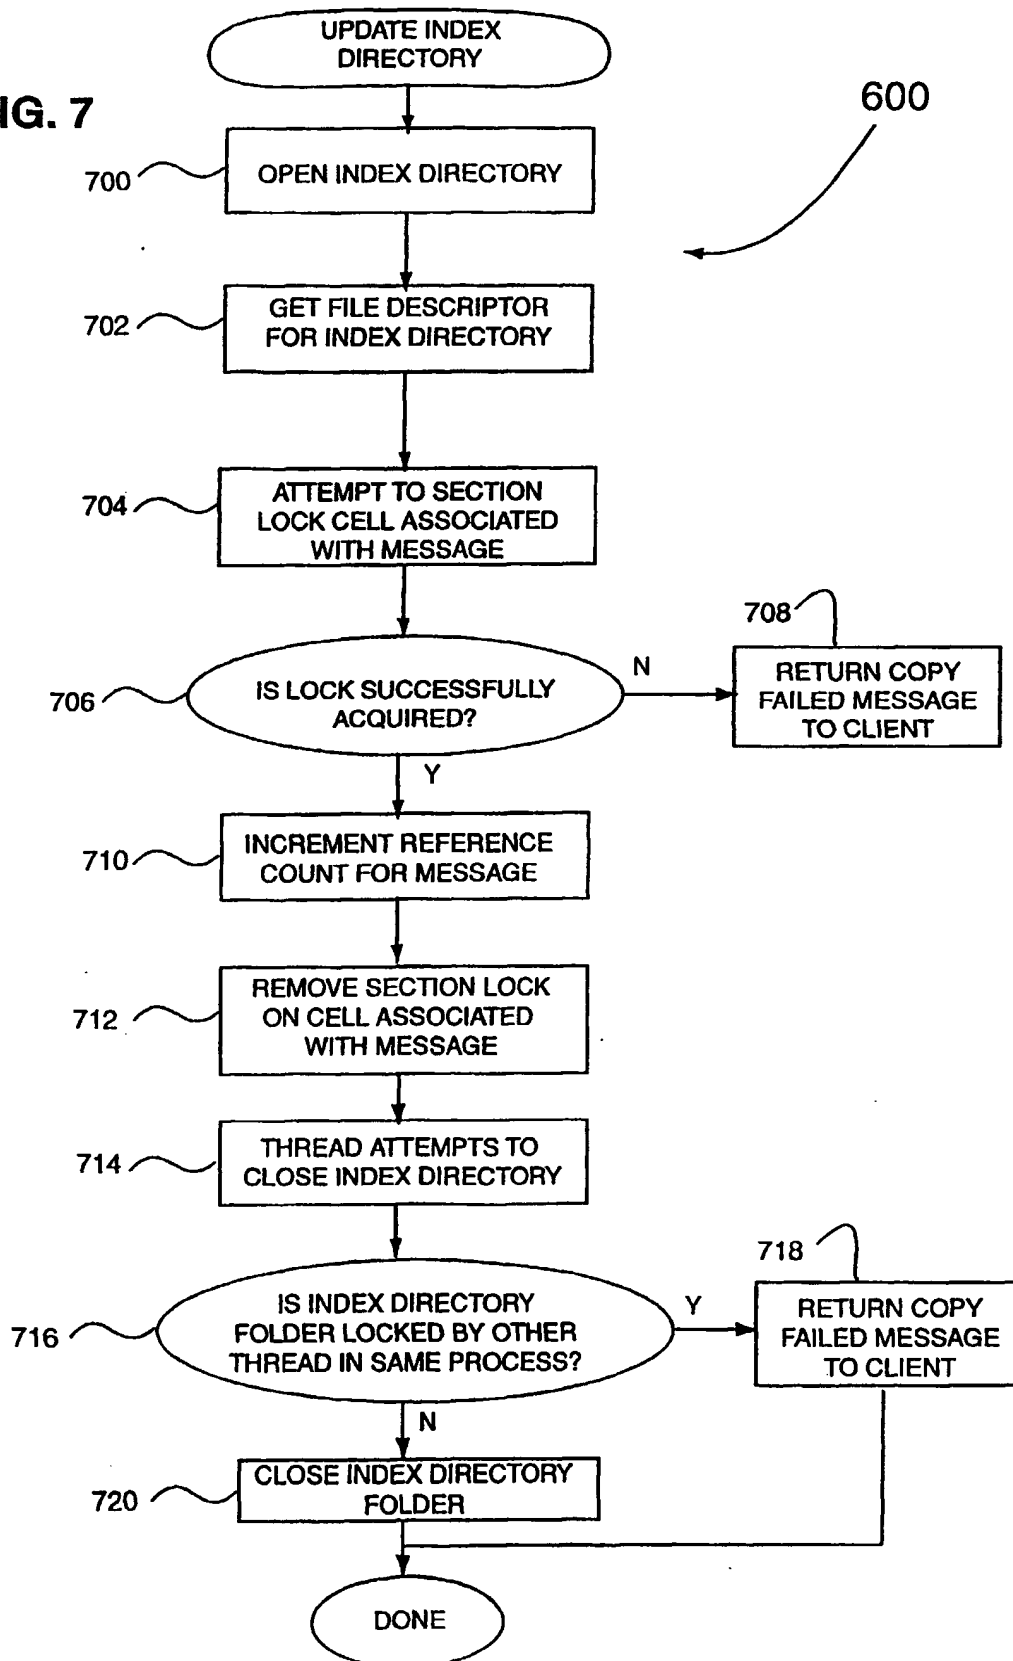 UPDATE INDEX
DIRECTORY
IG. 7
600
700
OPEN INDEX DIRECTORY
702
GET FILE DESCRIPTOR
FOR INDEX DIRECTORY
704
ATTEMPT TO SECTION
LOCK CELL ASSOCIATED
WITH MESSAGE
708
706
IS LOCK SUCCESSFULLY
ACQUIRED?
N
RETURN COPY
FAILED MESSAGE
TO CLIENT
Y
710
INCREMENT REFERENCE
COUNT FOR MESSAGE
712
REMOVE SECTION LOCK
ON CELL ASSOCIATED
WITH MESSAGE
714
THREAD ATTEMPTS TO
CLOSE INDEX DIRECTORY
718
716
IS INDEX DIRECTORY
FOLDER LOCKED BY OTHER
THREAD IN SAME PROCESS?
Y
RETURN COPY
FAILED MESSAGE
TO CLIENT
N
720
CLOSE INDEX DIRECTORY
FOLDER
DONE